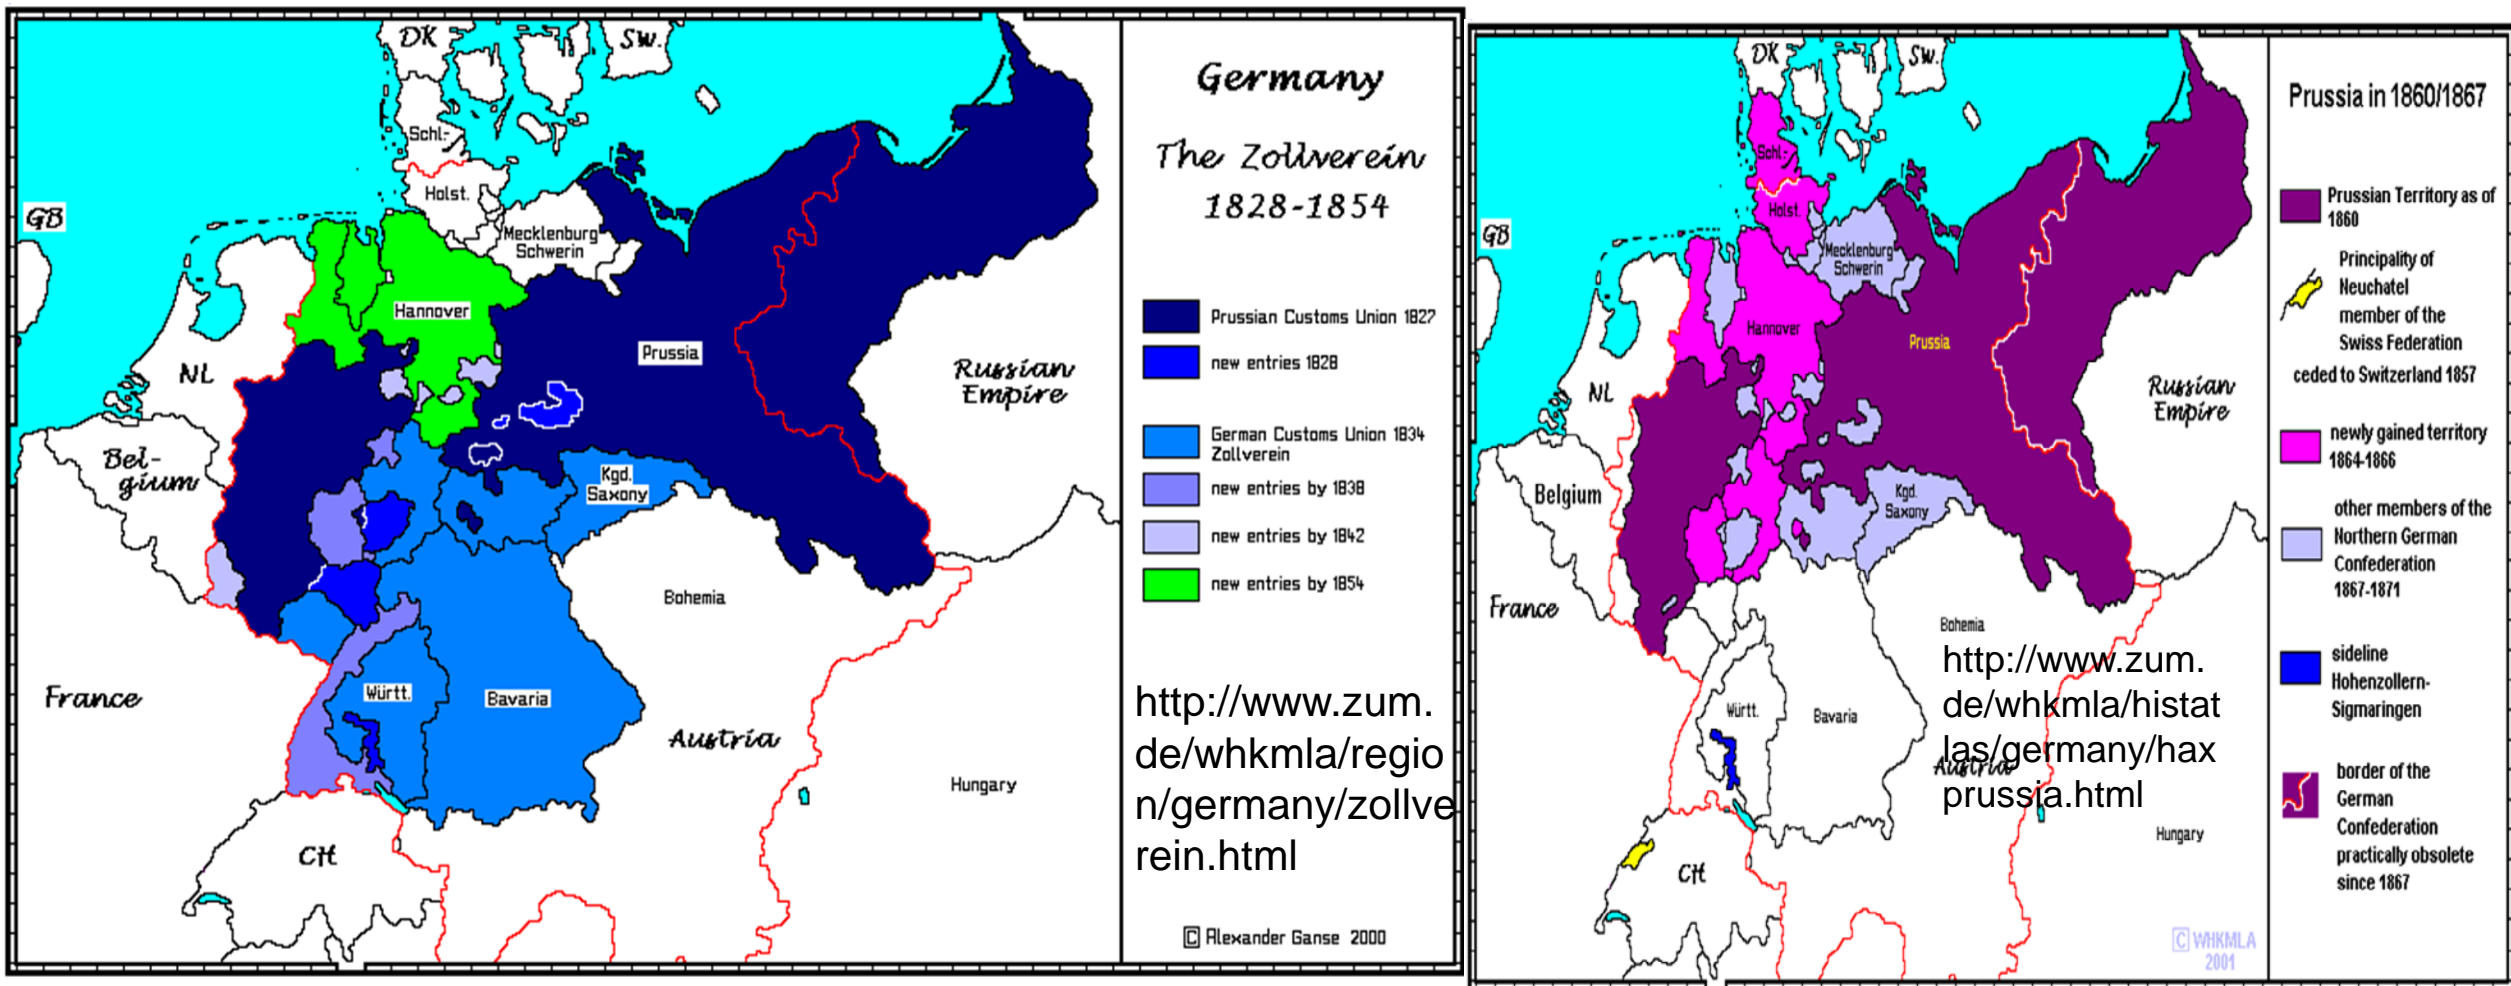 DK
SW.
Schl.-
Holst.
GB
Mecklenburg
Schwerin
Hannover
NL
Prussia
Russian
Empire
Bel-
gium
Kgd.
Saxony
Bohemia
France
Württ.
Bavaria
Austria
Hungary
CH
Germany
The Zollverein
1828-1854
Prussian Customs Union 1827
new entries 1828
German Customs Union 1834
Zollverein
new entries by 1838
new entries by 1842
new entries by 1854
http://www.zum.
de/whkmla/regio
n/germany/zollve
rein.html
C Alexander Ganse 2000
DK
SW.
Schl.-
Holst.
GB
Mecklenburg
Schwerin
Hannover
Prussia
NL
Russian
Empire
Belgium
Kgd.
Saxony
France
Bohemia
http://www.zum.
de/whkmla/histat
las/germany/hax
prussia.html
Württ.
Bavaria
Austria
Hungary
CH
C WHKMLA
2001
Prussia in 1860/1867
Prussian Territory as of
1860
Principality of
Neuchatel
member of the
Swiss Federation
ceded to Switzerland 1857
newly gained territory
1864-1866
other members of the
Northern German
Confederation
1867-1871
sideline
Hohenzollern-
Sigmaringen
border of the
German
Confederation
practically obsolete
since 1867